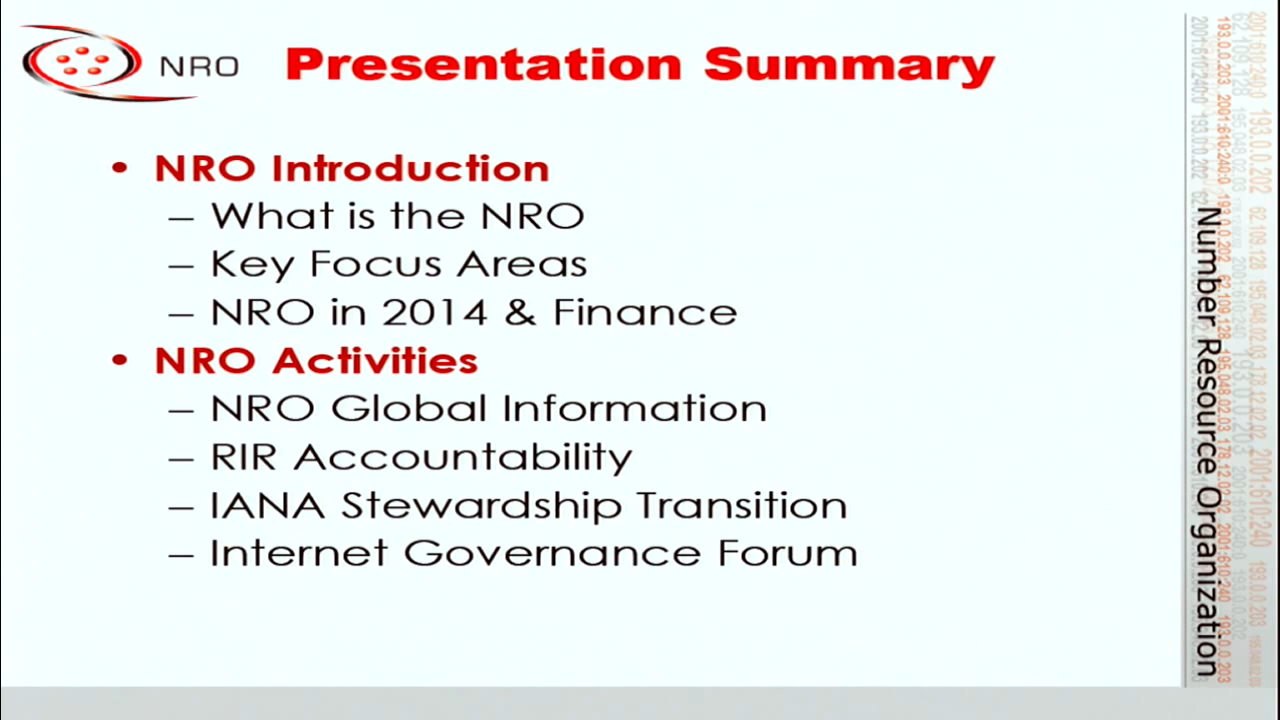 NRO
Presentation Summary
• NRO Introduction
– What is the NRO
– Key Focus Areas
– NRO in 2014 & Finance
• NRO Activities
– NRO Global Information
– RIR Accountability
– IANA Stewardship Transition
– Internet Governance Forum
Number Resource Organization